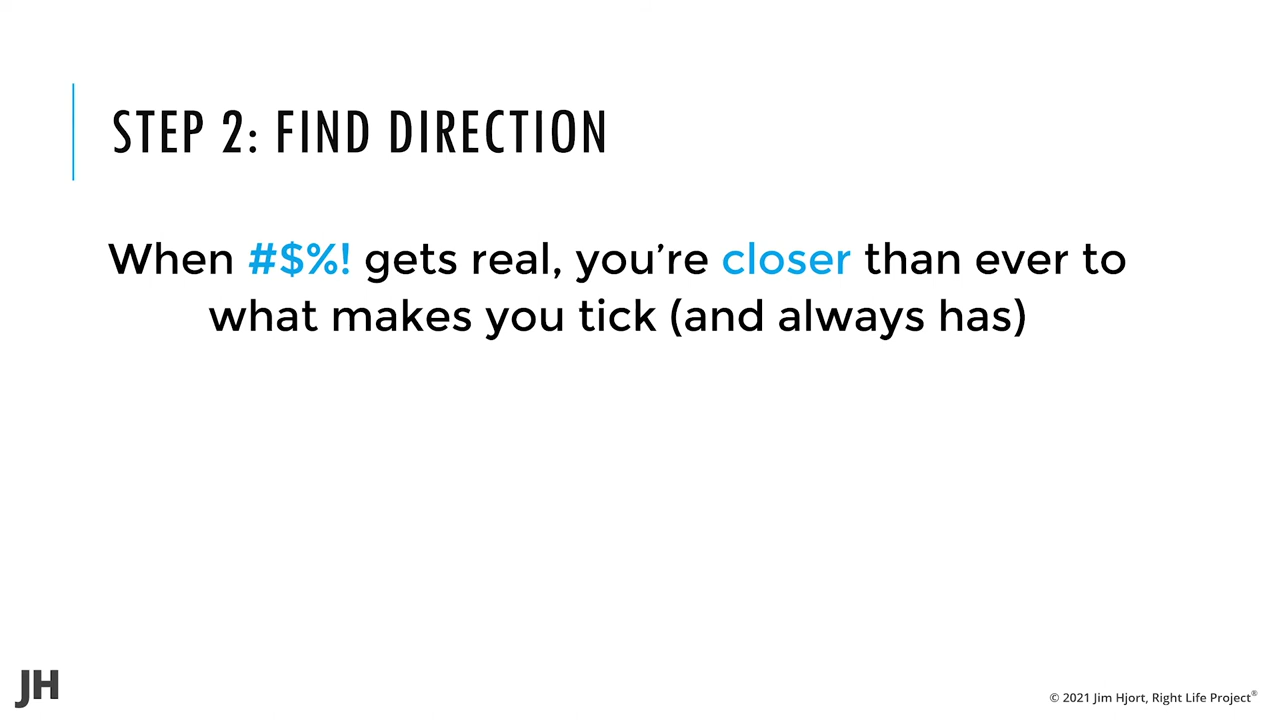 STEP 2: FIND DIRECTION
When #$%! gets real, you’re closer than ever to
what makes you tick (and always has)
JH
© 2021 Jim Hjort, Right Life Project®